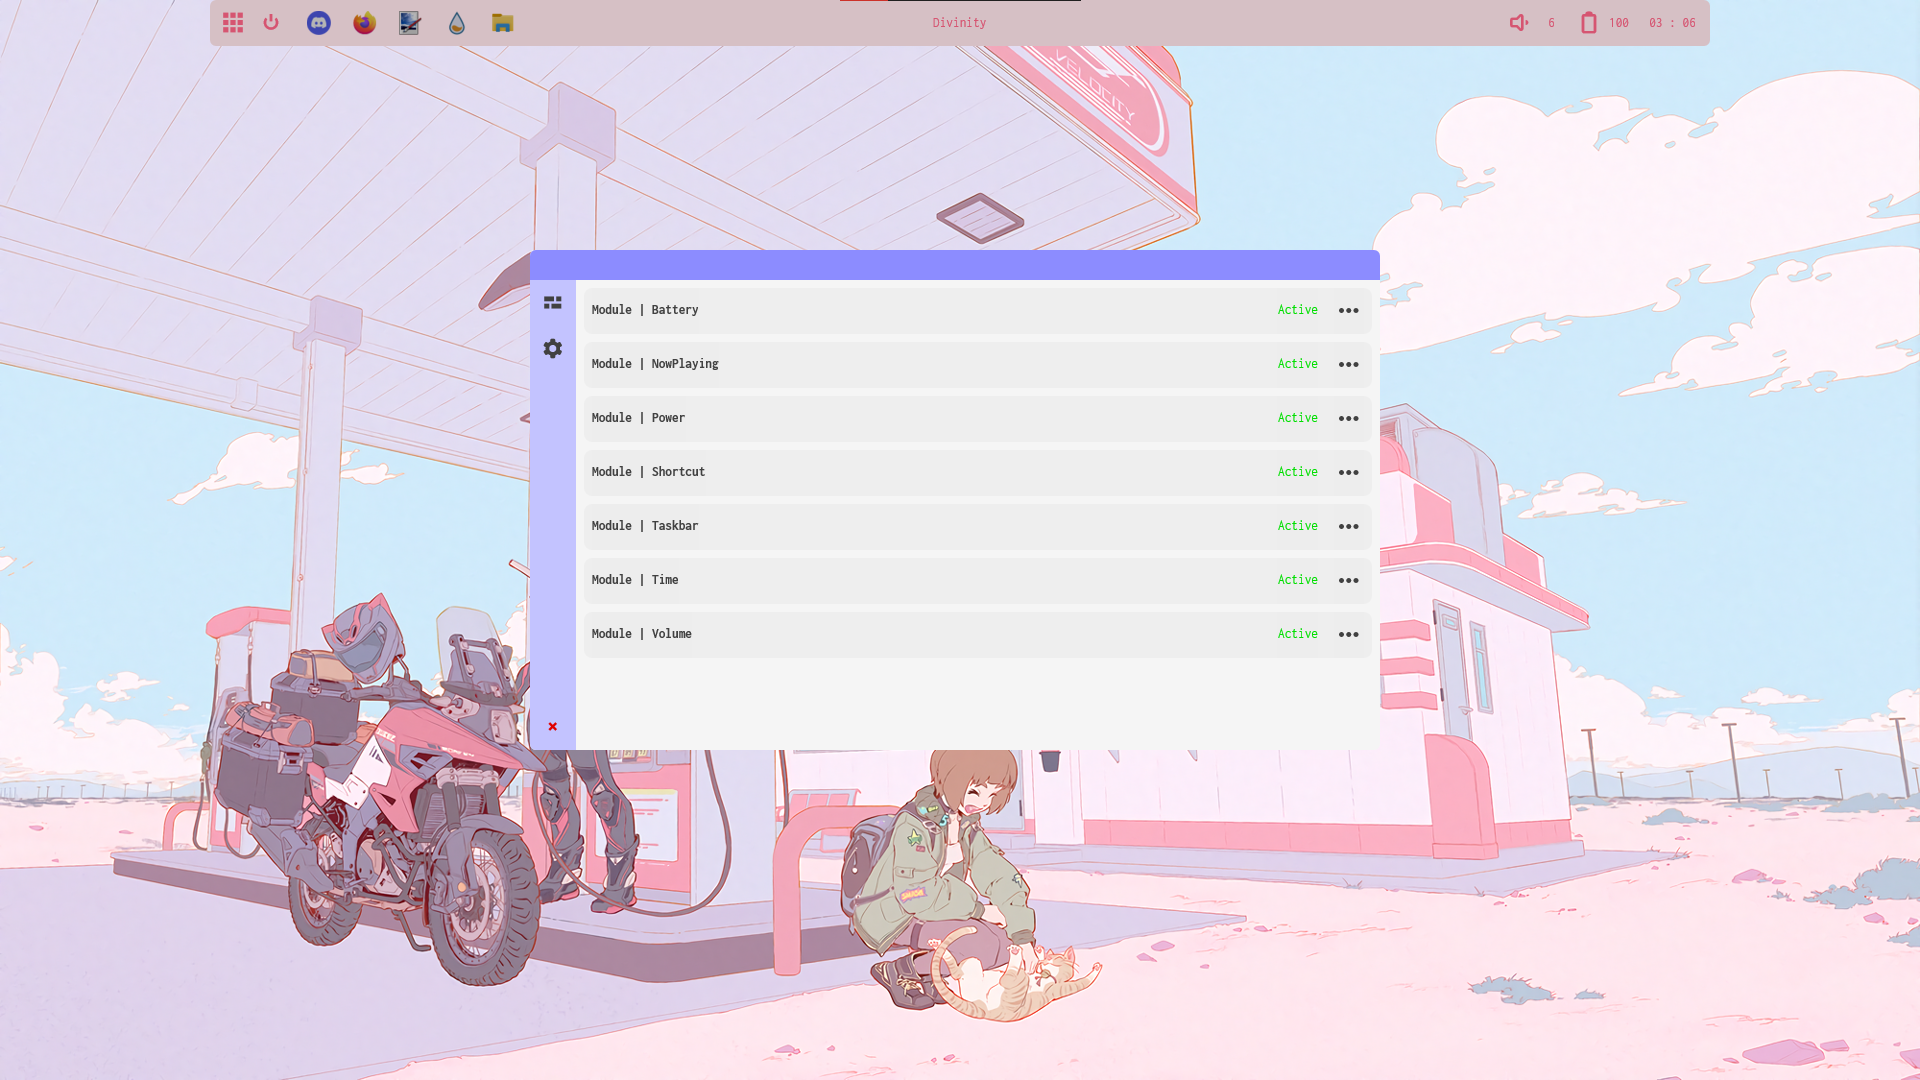 Divinity
6
100
03 : 06
VELOCITY
Module | Battery
Active
Module | NowPlaying
Active
Module | Power
Active
Module | Shortcut
Active
Module | Taskbar
Active
Module | Time
Active
Module | Volume
Active